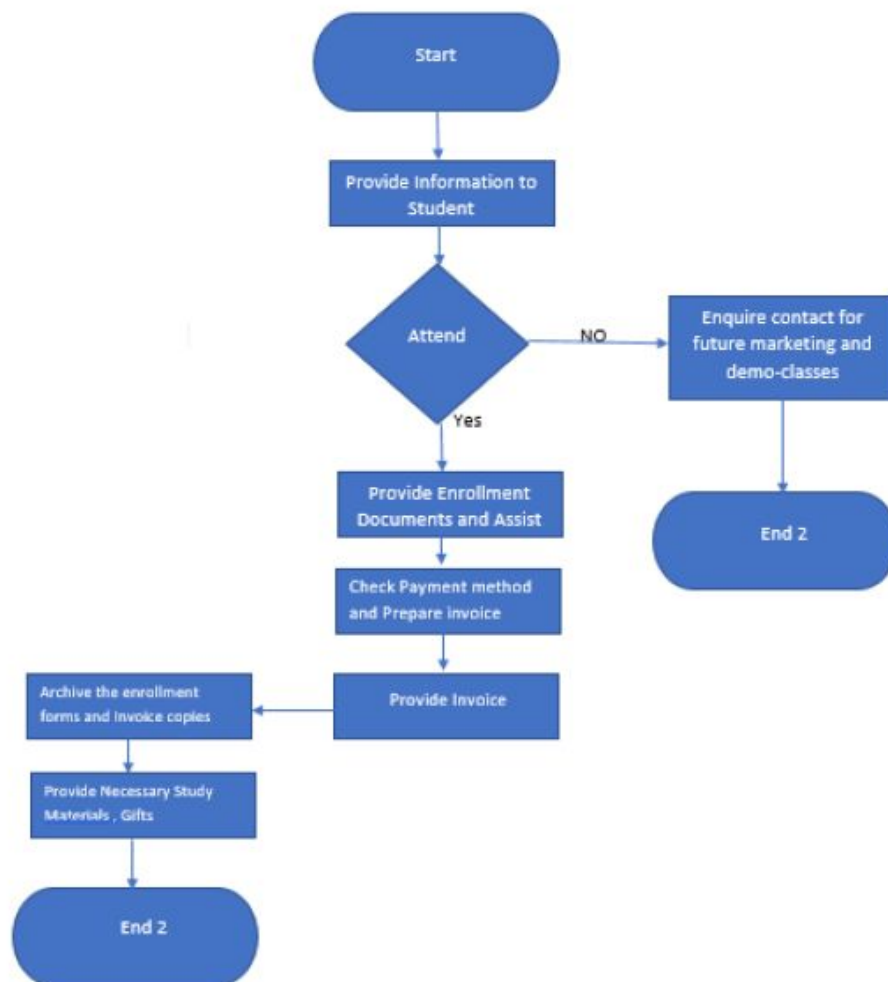 Start
Provide Information to
Student
Attend
NO
Enquire contact for
future marketing and
demo-classes
Yes
Provide Enrollment
Documents and Assist
End 2
Check Payment method
and Prepare invoice
Provide Invoice
Archive the enrollment
forms and Invoice copies
Provide Necessary Study
Materials , Gifts
End 2